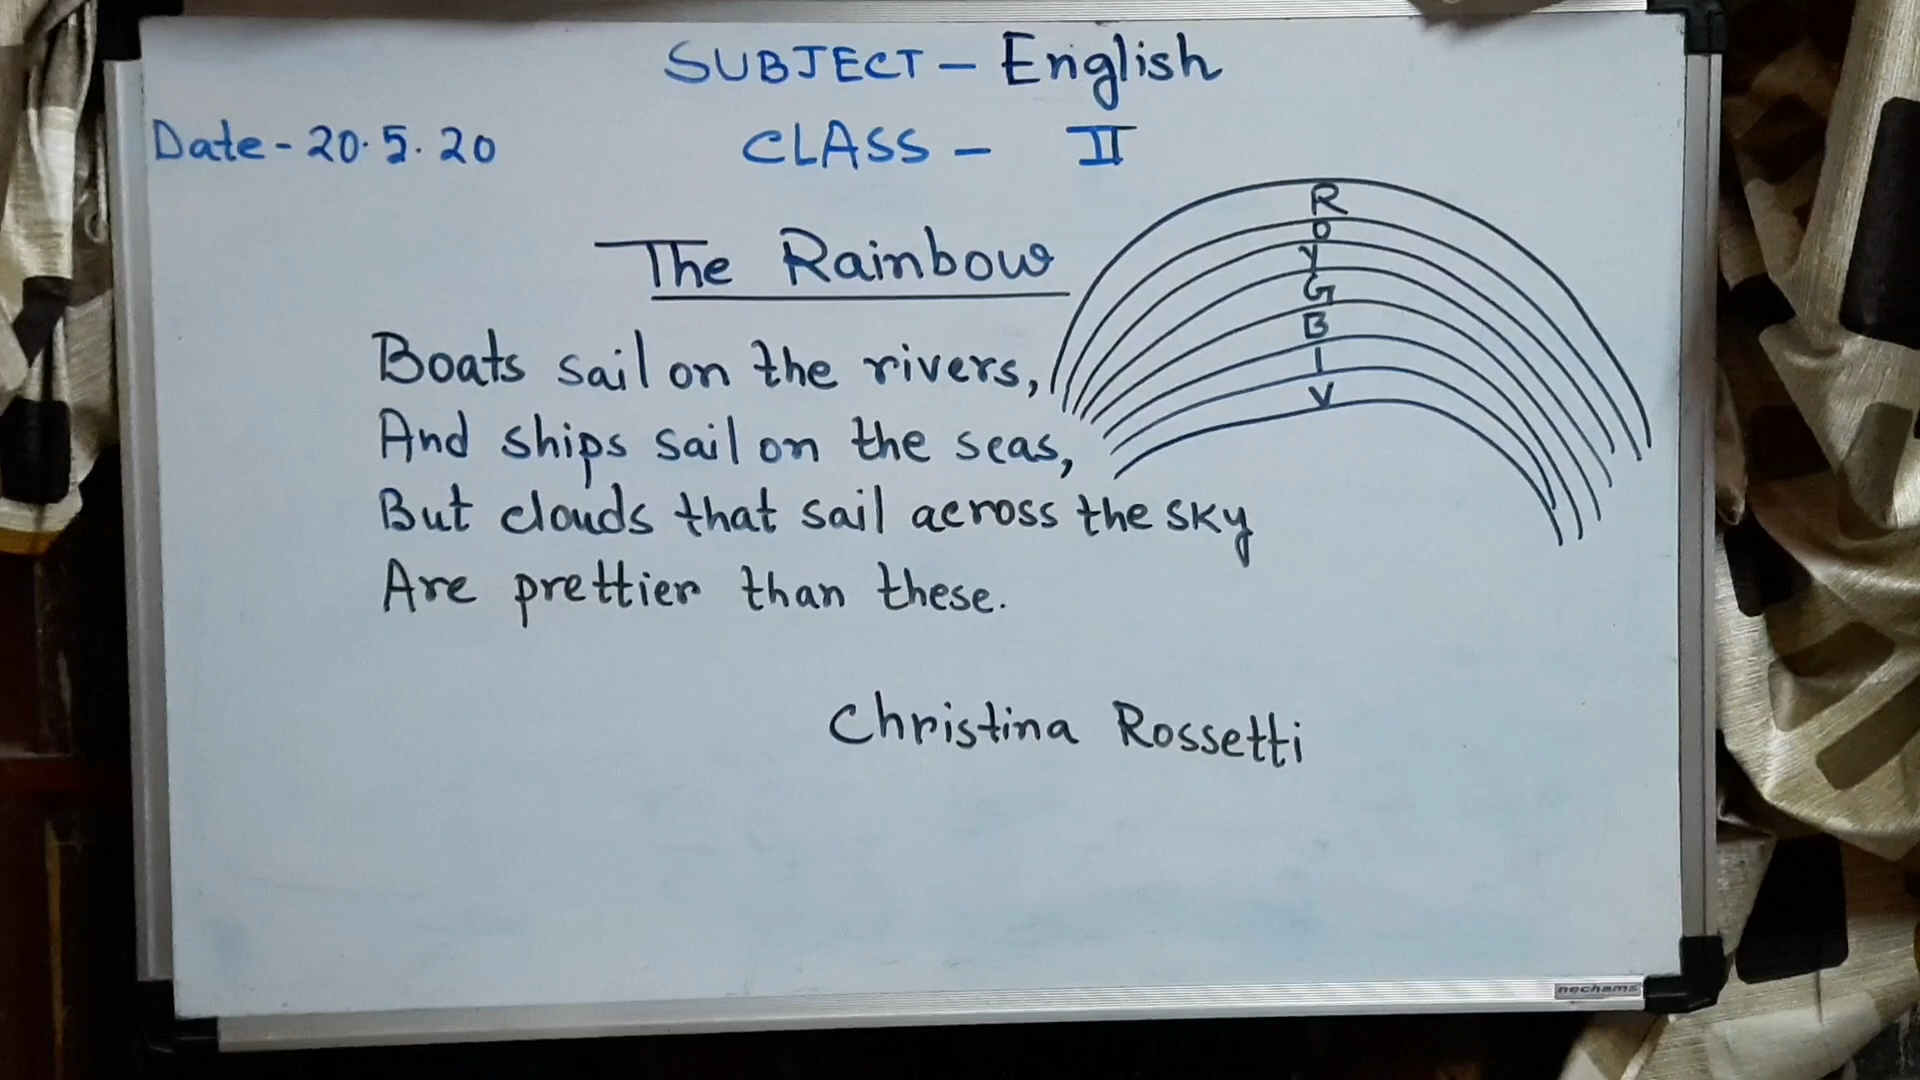 SUBJECT - English
Date - 20.5.20
CLASS - II
The Rainbow
R
O
Y
G
B
I
V
Boats sail on the rivers,
And ships sail on the seas,
But clouds that sail across the sky
Are prettier than these.
Christina Rossetti
nechams